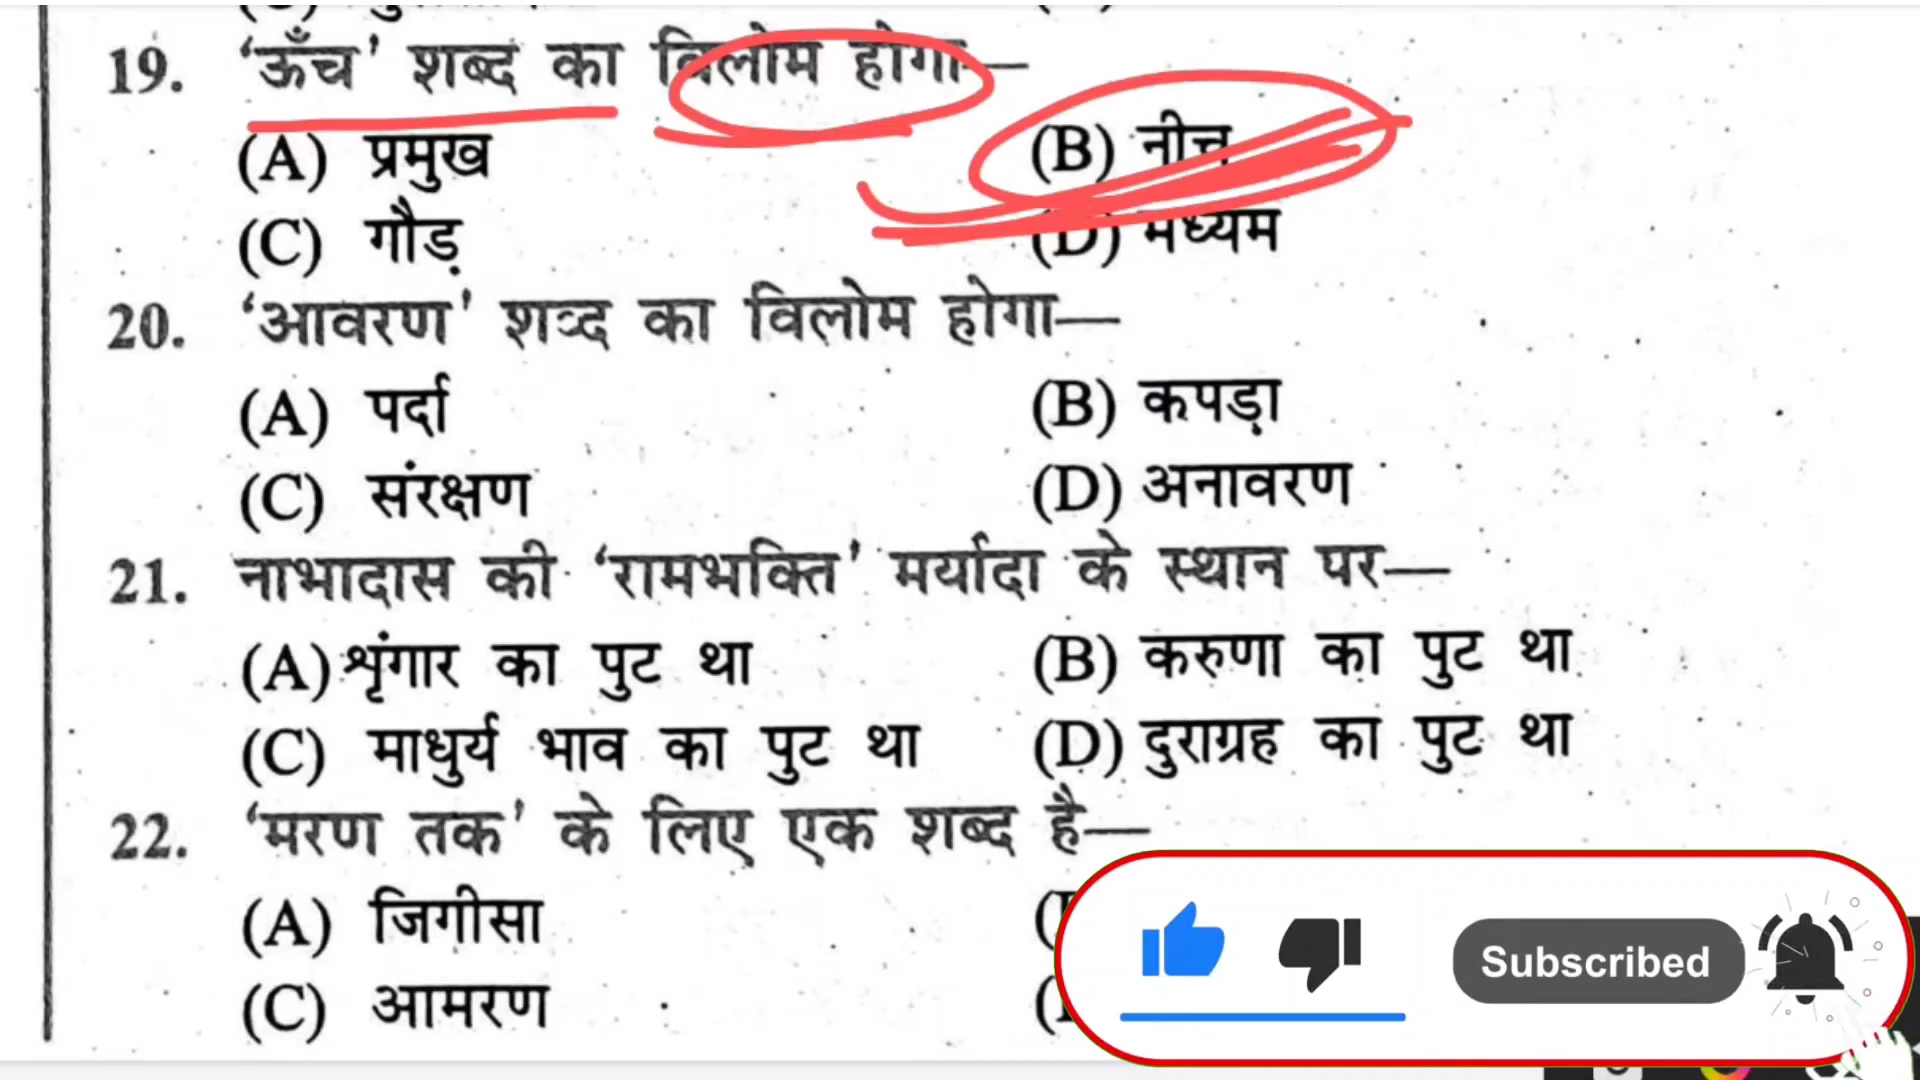 19. 'ऊँच' शब्द का विलोम होगा—
(A) प्रमुख (B) नीच
(C) गौड़ (D) मध्यम
20. 'आवरण' शब्द का विलोम होगा—
(A) पर्दा (B) कपड़ा
(C) संरक्षण (D) अनावरण
21. नाभादास की 'रामभक्ति' मर्यादा के स्थान पर—
(A) शृंगार का पुट था (B) करुणा का पुट था
(C) माधुर्य भाव का पुट था (D) दुराग्रह का पुट था
22. 'मरण तक' के लिए एक शब्द है—
(A) जिगीसा
(C) आमरण
Subscribed